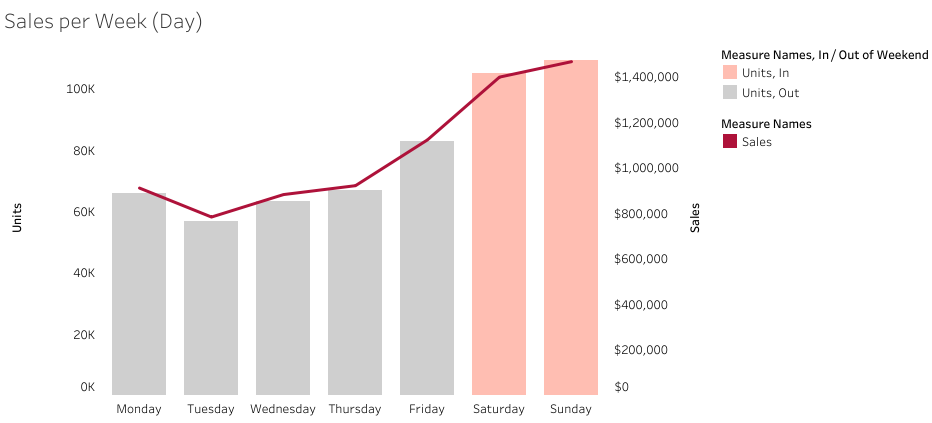 Sales per Week (Day)
Measure Names, In / Out of Weekend
Units, In
Units, Out
Measure Names
Sales
Units
100K
80K
60K
40K
20K
0K
$1,400,000
$1,200,000
$1,000,000
$800,000
$600,000
$400,000
$200,000
$0
Sales
Monday
Tuesday
Wednesday
Thursday
Friday
Saturday
Sunday